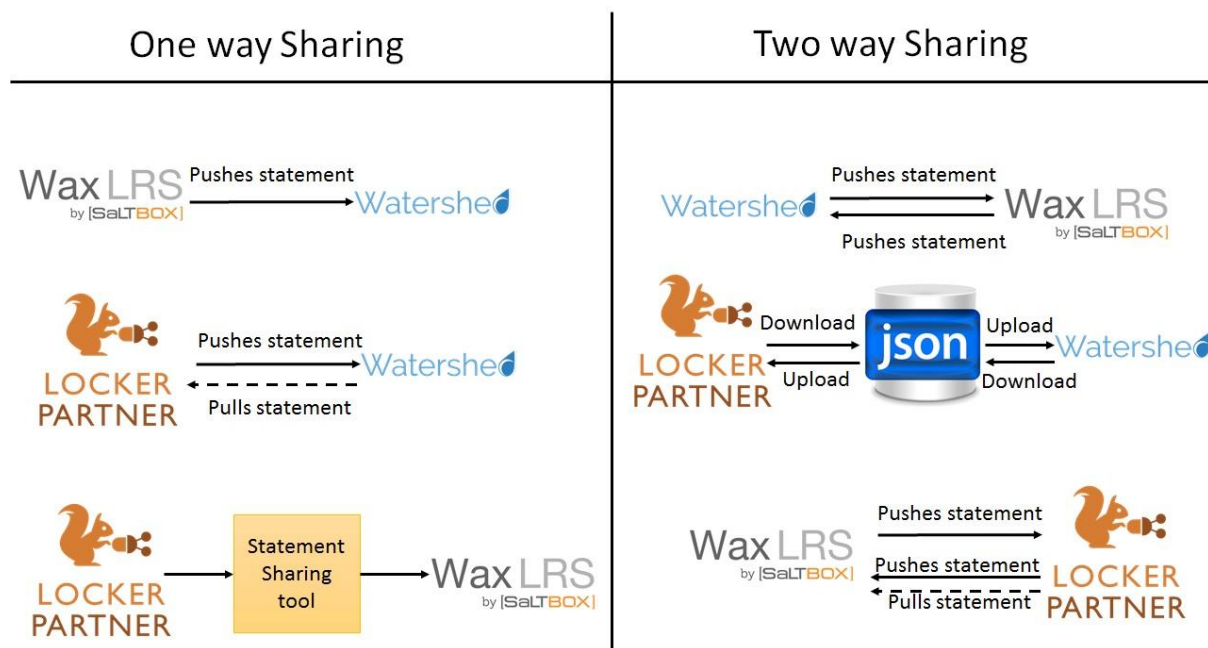 One way Sharing
Two way Sharing
Wax LRS
by [SaLTBOX]
Pushes statement
Watershed
LOCKER
PARTNER
Pushes statement
Pulls statement
Watershed
LOCKER
PARTNER
Statement
Sharing
tool
Wax LRS
by [SaLTBOX]
Watershed
Pushes statement
Pushes statement
Wax LRS
by [SaLTBOX]
LOCKER
PARTNER
Download
Upload
json
Upload
Download
Watershed
Wax LRS
by [SaLTBOX]
Pushes statement
Pushes statement
Pulls statement
LOCKER
PARTNER